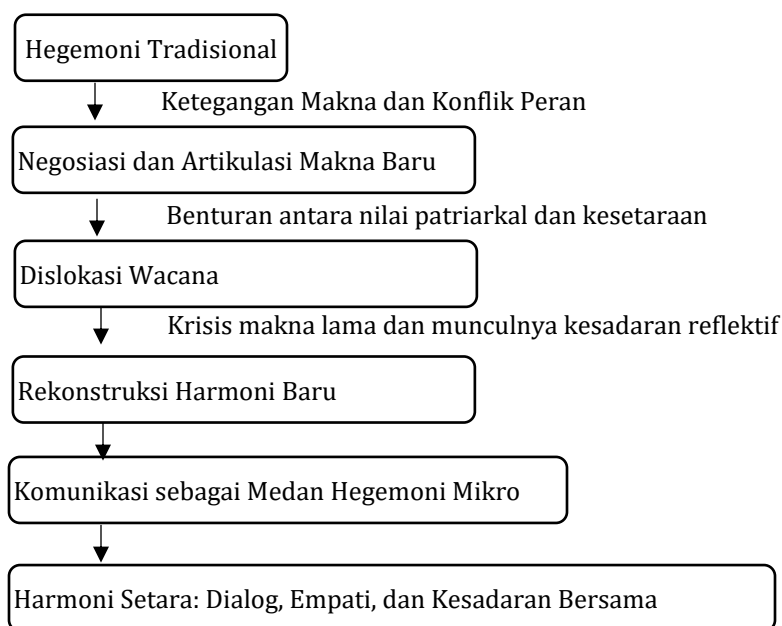 Hegemoni Tradisional
Ketegangan Makna dan Konflik Peran
Negosiasi dan Artikulasi Makna Baru
Benturan antara nilai patriarkal dan kesetaraan
Dislokasi Wacana
Krisis makna lama dan munculnya kesadaran reflektif
Rekonstruksi Harmoni Baru
Komunikasi sebagai Medan Hegemoni Mikro
Harmoni Setara: Dialog, Empati, dan Kesadaran Bersama